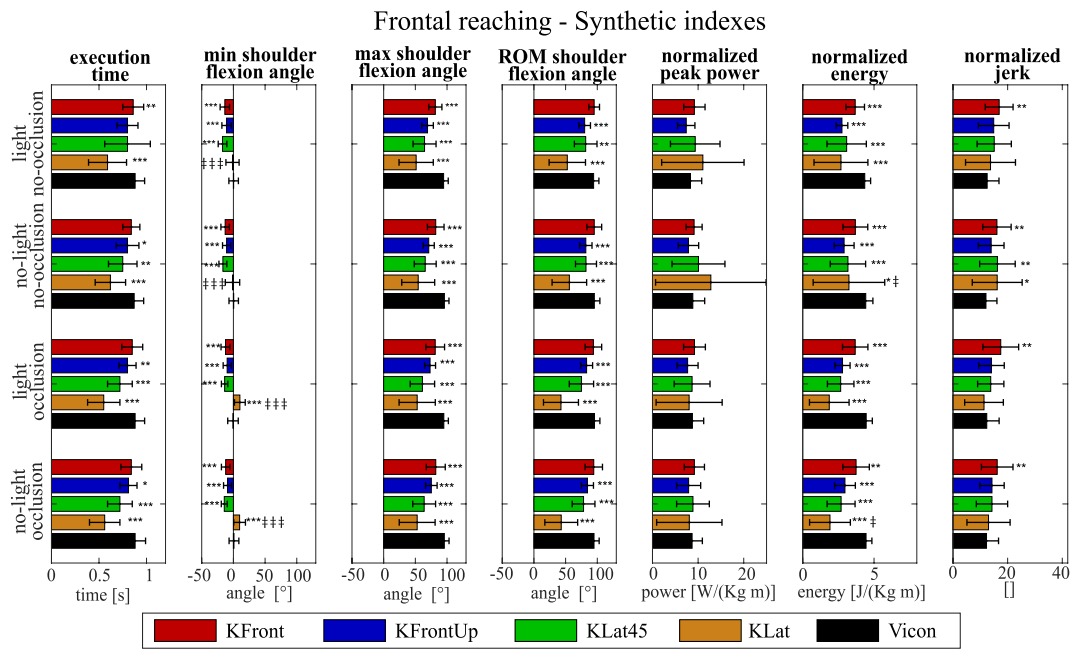 Frontal reaching - Synthetic indexes
execution
time
min shoulder
flexion angle
max shoulder
flexion angle
ROM shoulder
flexion angle
normalized
peak power
normalized
energy
normalized
jerk
light
no-occlusion
** *** *** *** *** ‡‡‡ *** *** *** *** *** ** *** *** *** *** *** **
no-light
no-occlusion
* ** *** *** *** *** ‡‡‡ *** *** *** *** *** *** *** *** *** *** * ‡ ** ** *
light
occlusion
** *** *** *** *** *** *** ‡‡‡ *** *** *** *** *** *** *** *** *** *** *** **
no-light
occlusion
* *** *** *** *** *** *** ‡‡‡ *** *** *** *** *** *** *** ** *** *** *** ‡ **
0 0.5 1
-50 0 50 100
-50 0 50 100
-50 0 50 100
0 10 20
0 5
0 20 40
time [s]
angle [°]
angle [°]
angle [°]
power [W/(Kg m)]
energy [J/(Kg m)]
[]
KFront
KFrontUp
KLat45
KLat
Vicon